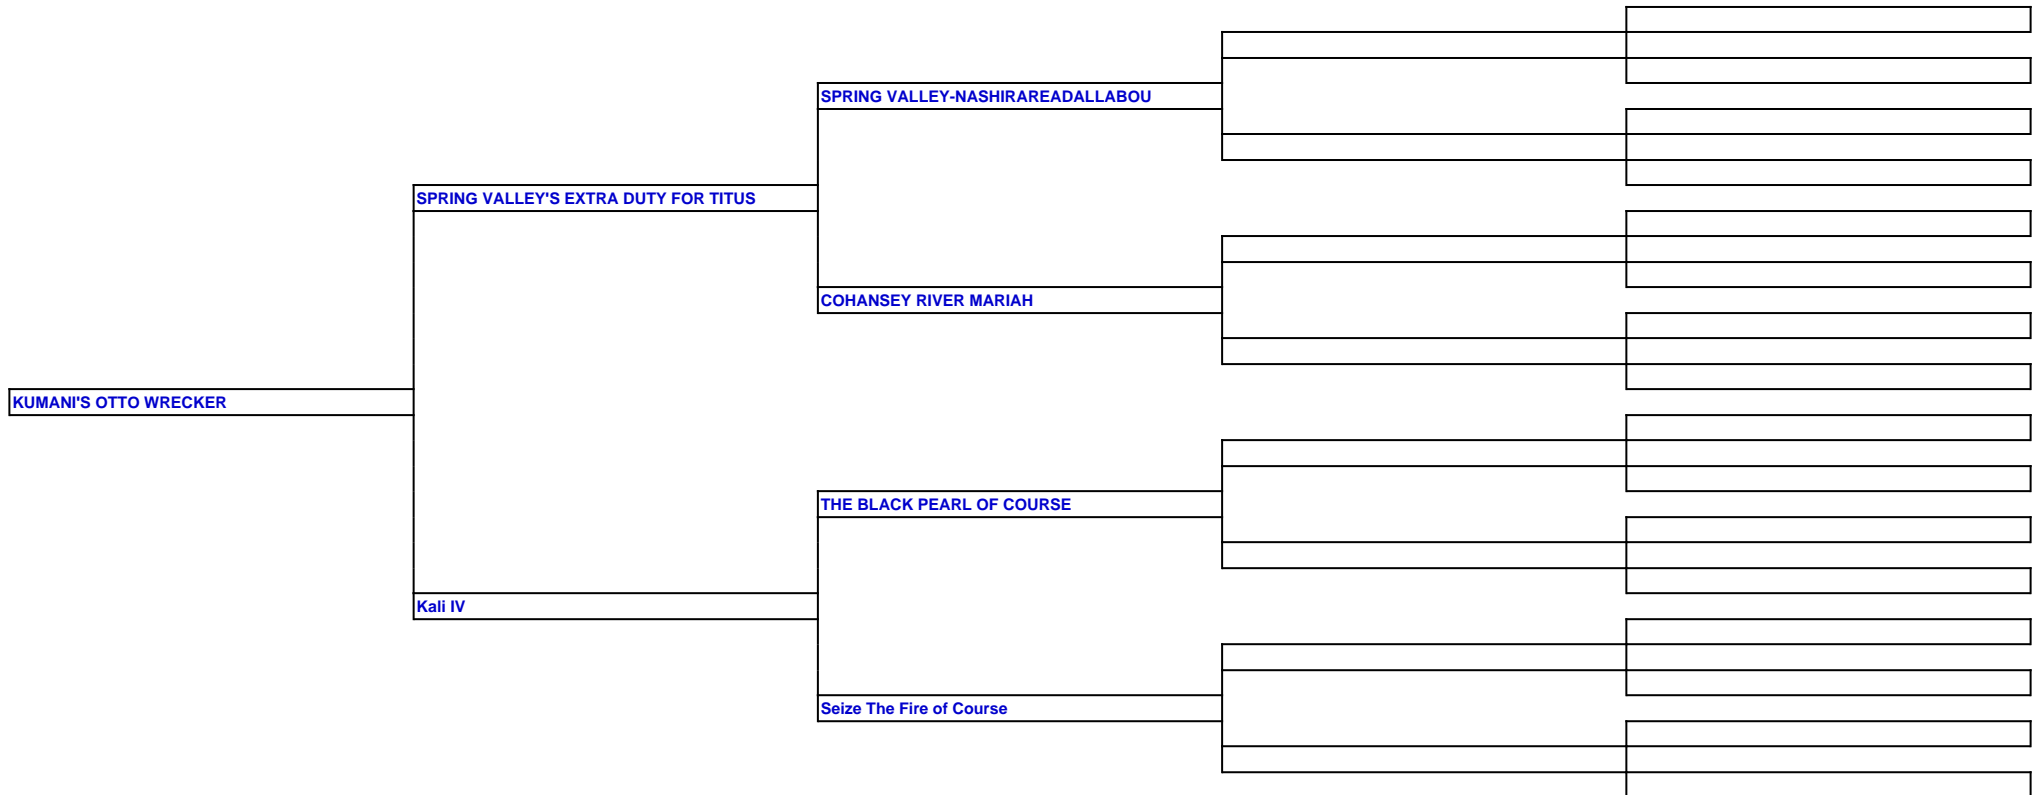 SPRING VALLEY-NASHIRAREADALLABOU
SPRING VALLEY'S EXTRA DUTY FOR TITUS
COHANSEY RIVER MARIAH
KUMANI'S OTTO WRECKER
THE BLACK PEARL OF COURSE
Kali IV
Seize The Fire of Course